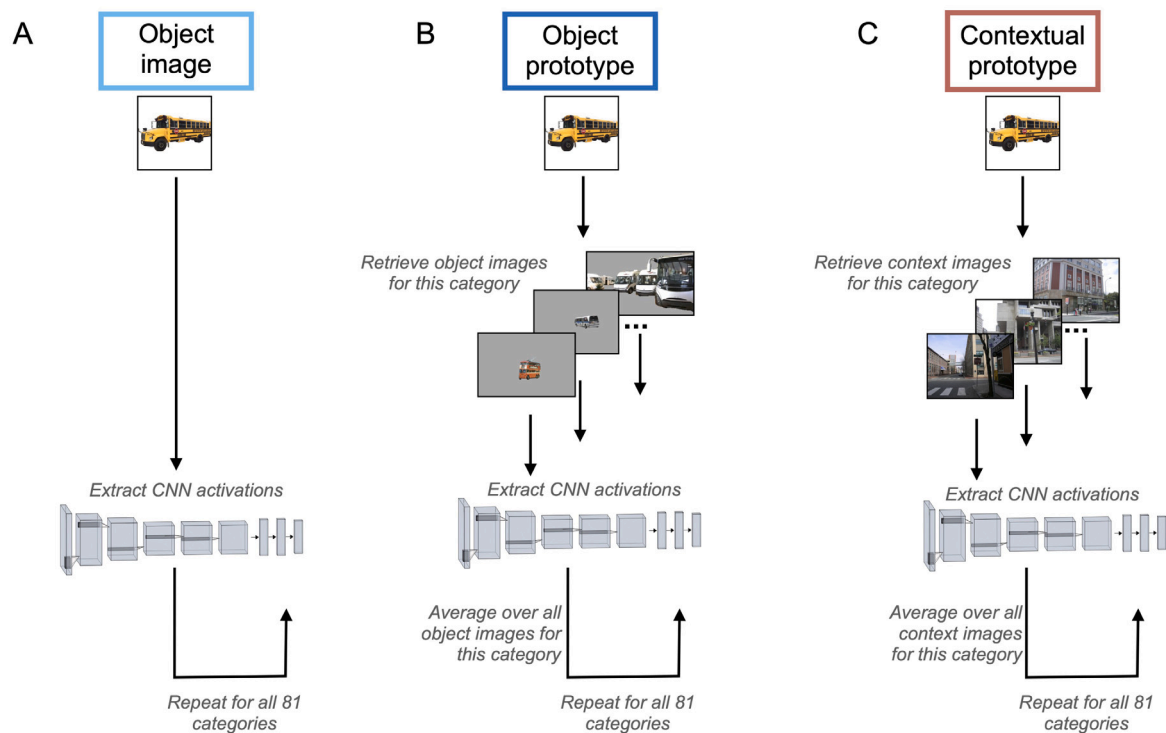 A
Object
image
Extract CNN activations
Repeat for all 81
categories
B
Object
prototype
Retrieve object images
for this category
Extract CNN activations
Average over all
object images for
this category
Repeat for all 81
categories
C
Contextual
prototype
Retrieve context images
for this category
Extract CNN activations
Average over all
context images
for this category
Repeat for all 81
categories